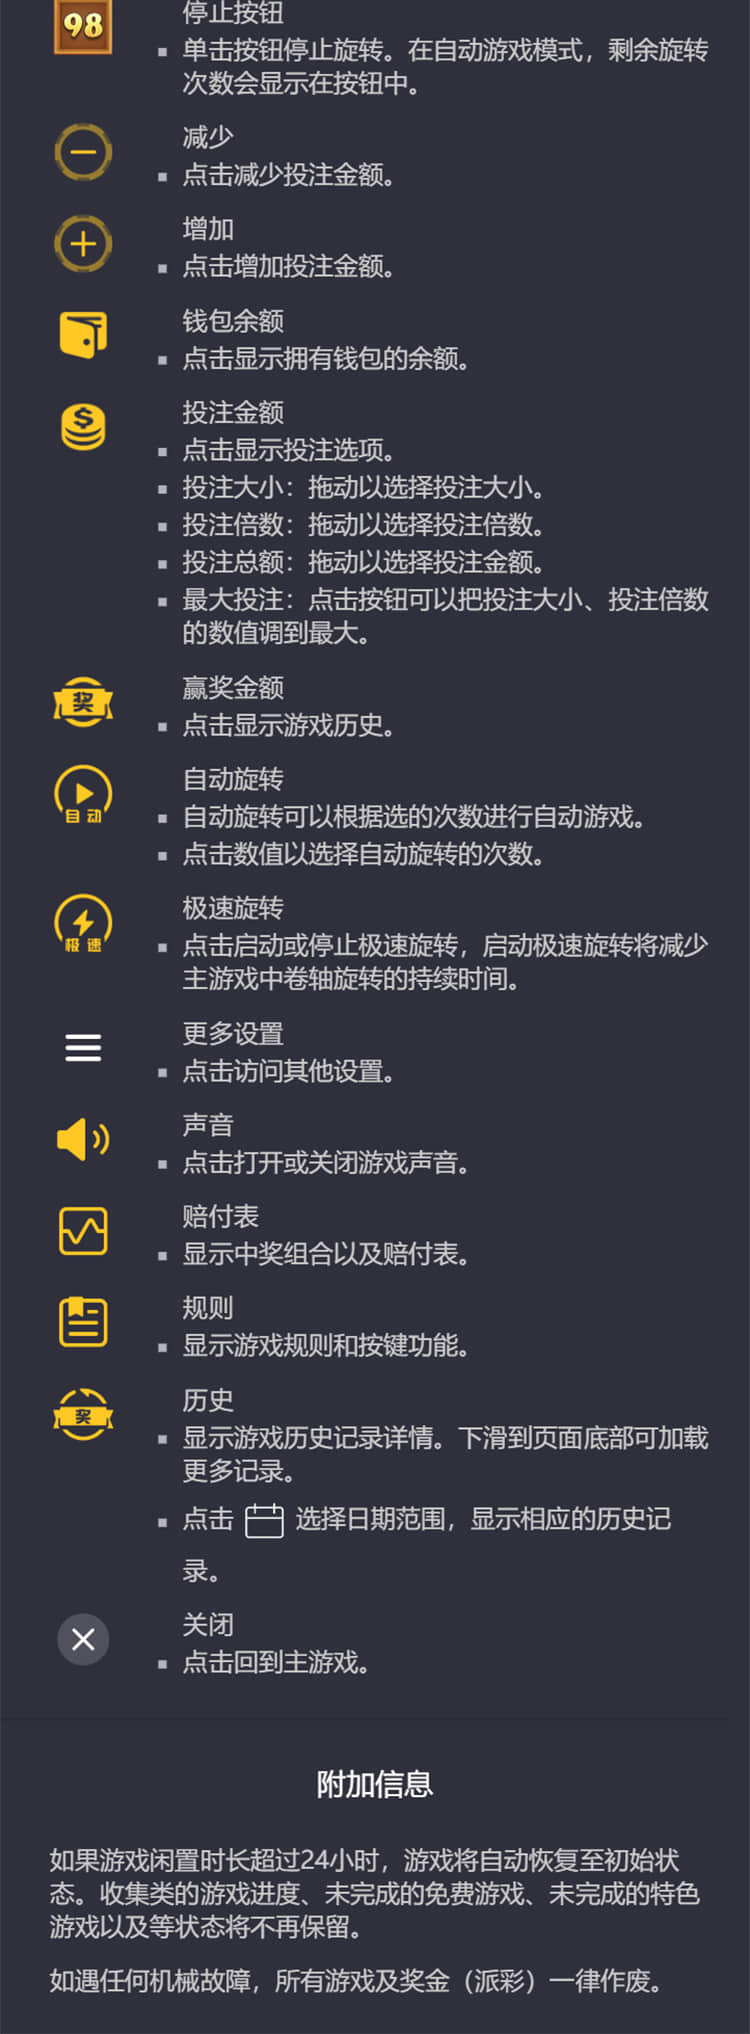 98
停止按钮
单击按钮停止旋转。在自动游戏模式，剩余旋转
次数会显示在按钮中。
减少
点击减少投注金额。
增加
点击增加投注金额。
钱包余额
点击显示拥有钱包的余额。
投注金额
点击显示投注选项。
投注大小：拖动以选择投注大小。
投注倍数：拖动以选择投注倍数。
投注总额：拖动以选择投注金额。
最大投注：点击按钮可以把投注大小、投注倍数
的数值调到最大。
奖
赢奖金额
点击显示游戏历史。
自动
自动旋转
自动旋转可以根据选的次数进行自动游戏。
点击数值以选择自动旋转的次数。
极速
极速旋转
点击启动或停止极速旋转，启动极速旋转将减少
主游戏中卷轴旋转的持续时间。
更多设置
点击访问其他设置。
声音
点击打开或关闭游戏声音。
赔付表
显示中奖组合以及赔付表。
规则
显示游戏规则和按键功能。
奖
历史
显示游戏历史记录详情。下滑到页面底部可加载
更多记录。
点击 选择日期范围，显示相应的历史记
录。
关闭
点击回到主游戏。
附加信息
如果游戏闲置时长超过24小时，游戏将自动恢复至初始状
态。收集类的游戏进度、未完成的免费游戏、未完成的特色
游戏以及等状态将不再保留。
如遇任何机械故障，所有游戏及奖金（派彩）一律作废。